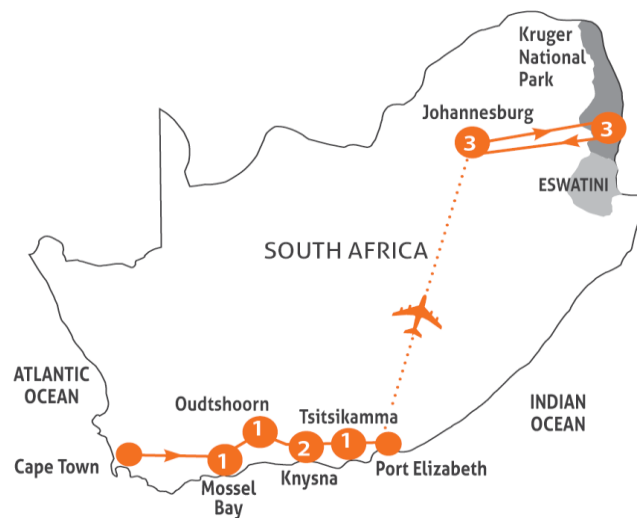 Kruger
National
Park
Johannesburg
3
3
ESWATINI
SOUTH AFRICA
ATLANTIC
OCEAN
INDIAN
OCEAN
Oudtshoorn
Tsitsikamma
1
1
2
1
Cape Town
Port Elizabeth
Mossel
Bay
Knysna